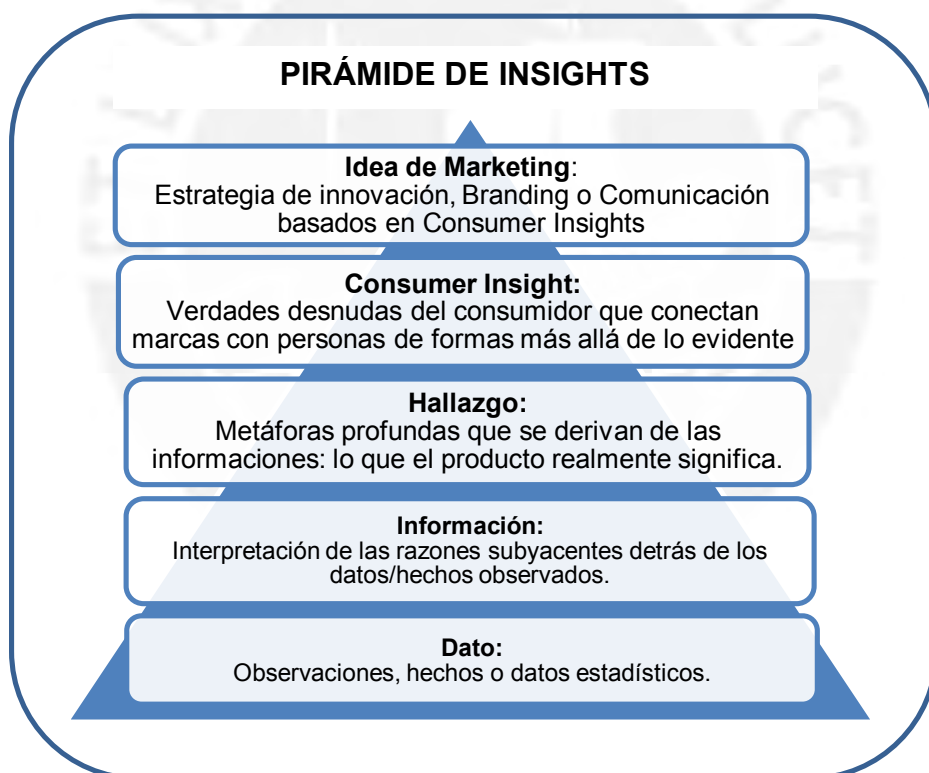 PIRÁMIDE DE INSIGHTS
Idea de Marketing:
Estrategia de innovación, Branding o Comunicación
basados en Consumer Insights
Consumer Insight:
Verdades desnudas del consumidor que conectan
marcas con personas de formas más allá de lo evidente
Hallazgo:
Metáforas profundas que se derivan de las
informaciones: lo que el producto realmente significa.
Información:
Interpretación de las razones subyacentes detrás de los
datos/hechos observados.
Dato:
Observaciones, hechos o datos estadísticos.